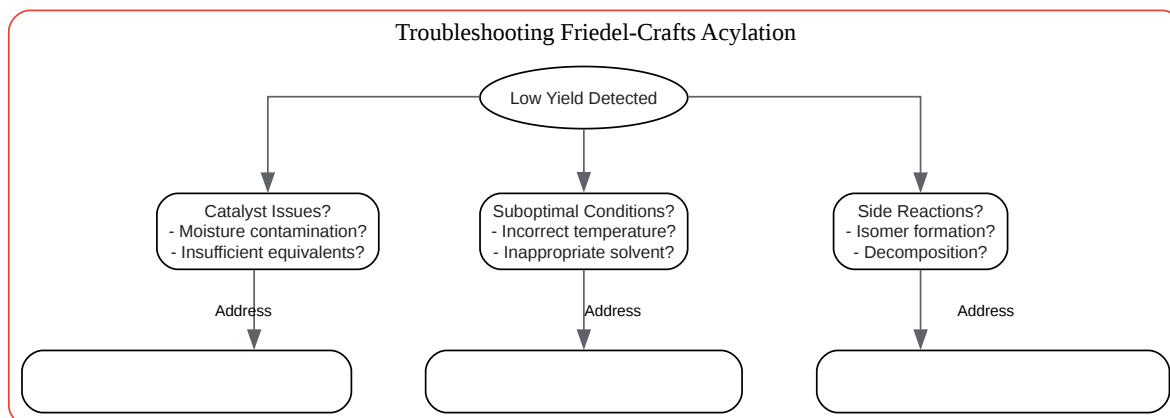 Troubleshooting Friedel-Crafts Acylation
Low Yield Detected
Catalyst Issues?
- Moisture contamination?
- Insufficient equivalents?
Suboptimal Conditions?
- Incorrect temperature?
- Inappropriate solvent?
Side Reactions?
- Isomer formation?
- Decomposition?
Address
Address
Address